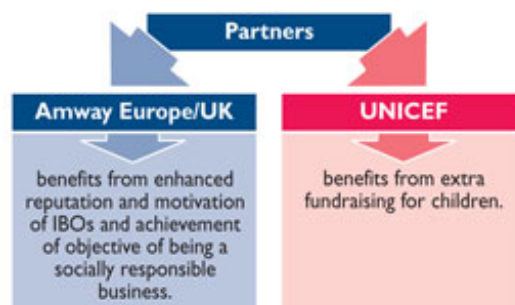 Partners
Amway Europe/UK
benefits from enhanced
reputation and motivation
of IBOs and achievement
of objective of being a
socially responsible
business.
UNICEF
benefits from extra
fundraising for children.